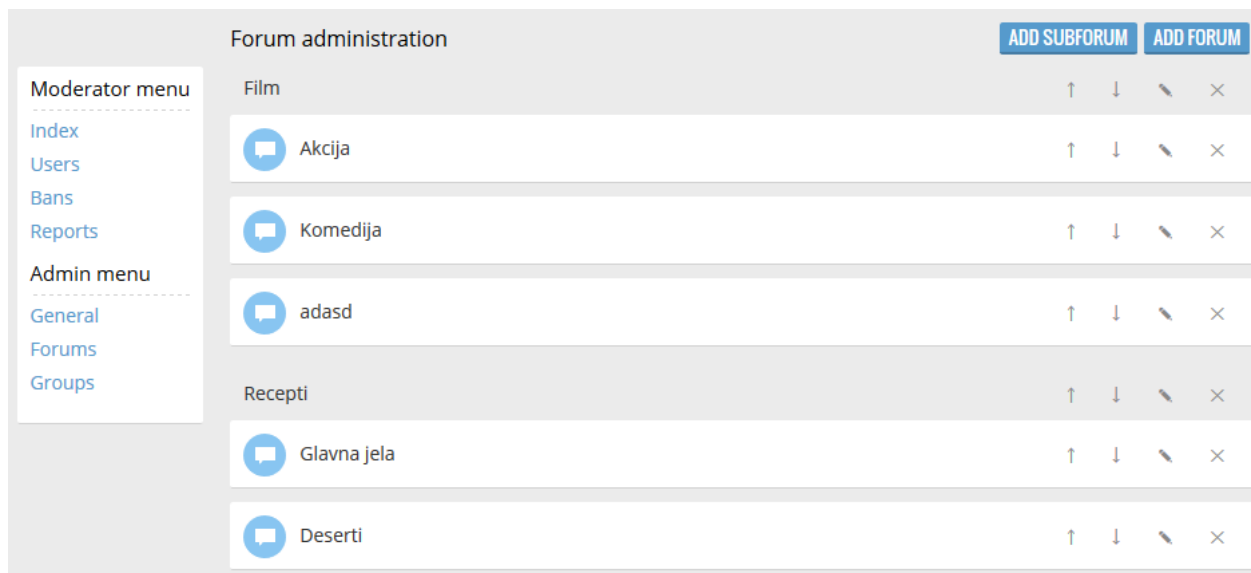 Forum administration
ADD SUBFORUM
ADD FORUM
Moderator menu
Index
Users
Bans
Reports
Admin menu
General
Forums
Groups
Film
Akcija
Komedija
adasd
Recepti
Glavna jela
Deserti